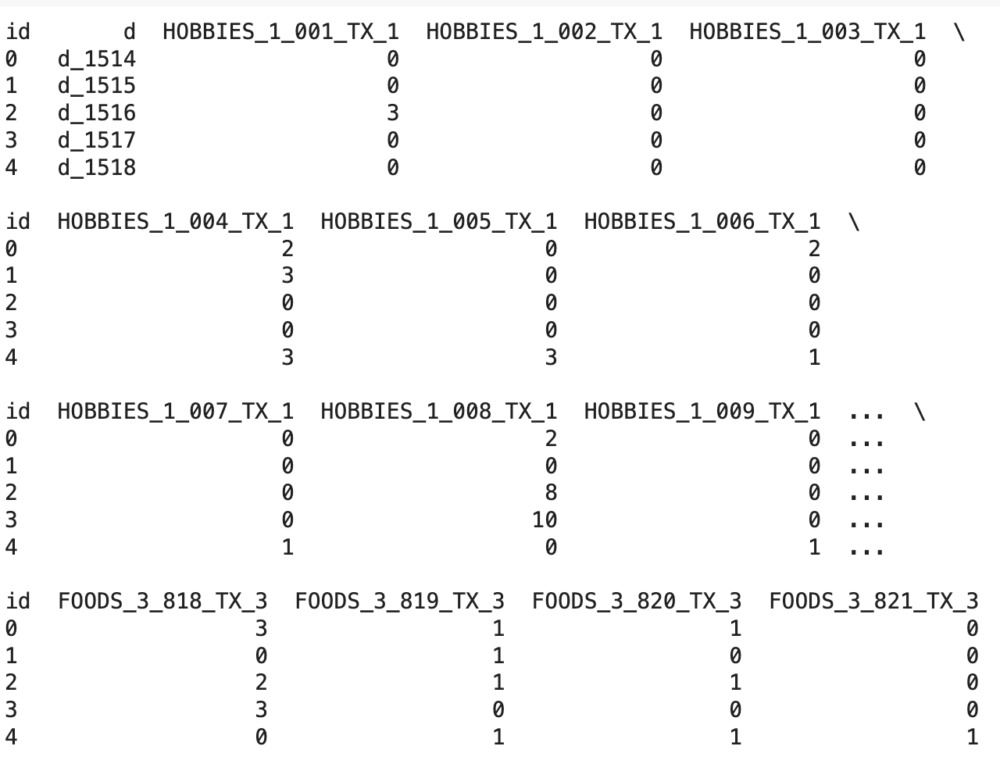 id       d  HOBBIES_1_001_TX_1  HOBBIES_1_002_TX_1  HOBBIES_1_003_TX_1  \
0   d_1514                   0                   0                   0
1   d_1515                   0                   0                   0
2   d_1516                   3                   0                   0
3   d_1517                   0                   0                   0
4   d_1518                   0                   0                   0
id  HOBBIES_1_004_TX_1  HOBBIES_1_005_TX_1  HOBBIES_1_006_TX_1  \
0                    2                   0                   2
1                    3                   0                   0
2                    0                   0                   0
3                    0                   0                   0
4                    3                   3                   1
id  HOBBIES_1_007_TX_1  HOBBIES_1_008_TX_1  HOBBIES_1_009_TX_1  ...  \
0                    0                   2                   0  ...
1                    0                   0                   0  ...
2                    0                   8                   0  ...
3                    0                  10                   0  ...
4                    1                   0                   1  ...
id  FOODS_3_818_TX_3  FOODS_3_819_TX_3  FOODS_3_820_TX_3  FOODS_3_821_TX_3
0                  3                 1                 1                 0
1                  0                 1                 0                 0
2                  2                 1                 1                 0
3                  3                 0                 0                 0
4                  0                 1                 1                 1